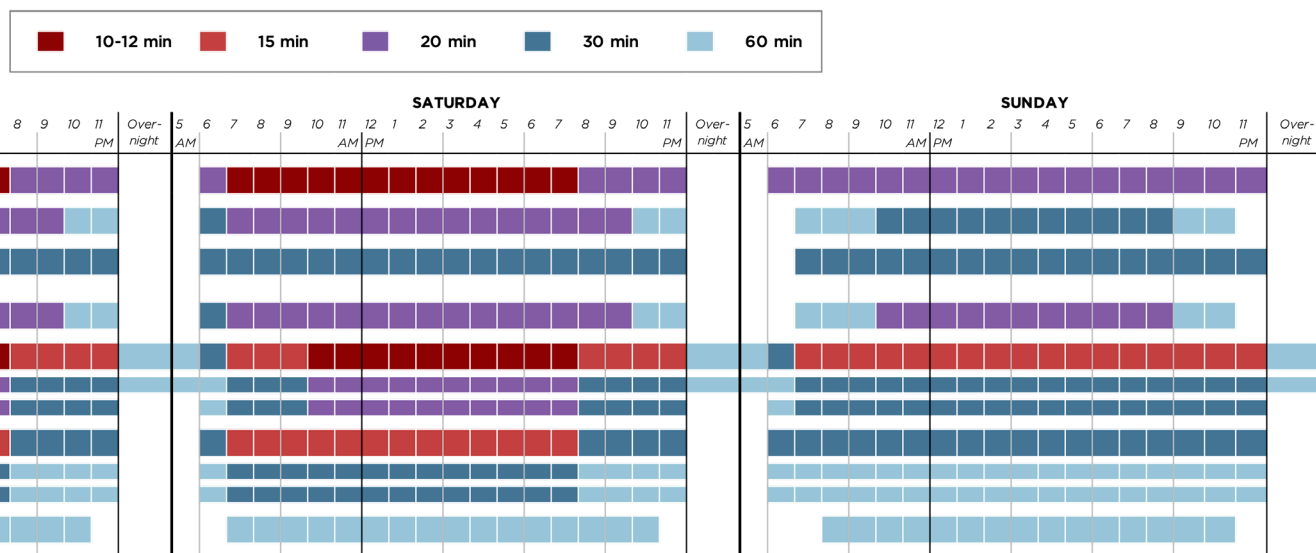 10-12 min 15 min 20 min 30 min 60 min
SATURDAY SUNDAY
8 9 10 11 Over- 5 6 7 8 9 10 11 12 1 2 3 4 5 6 7 8 9 10 11 Over- 5 6 7 8 9 10 11 12 1 2 3 4 5 6 7 8 9 10 11 Over-
PM night AM AM PM PM night AM AM PM PM night